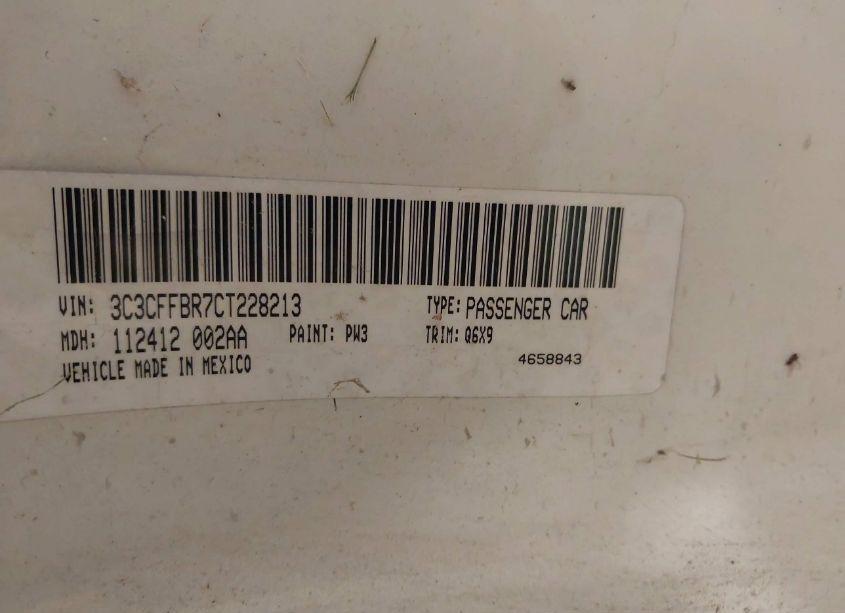 VIN: 3C3CFFBR7CT228213 TYPE: PASSENGER CAR
MDH: 112412 002AA PAINT: PW3 TRIM: Q6X9
VEHICLE MADE IN MEXICO 4658843